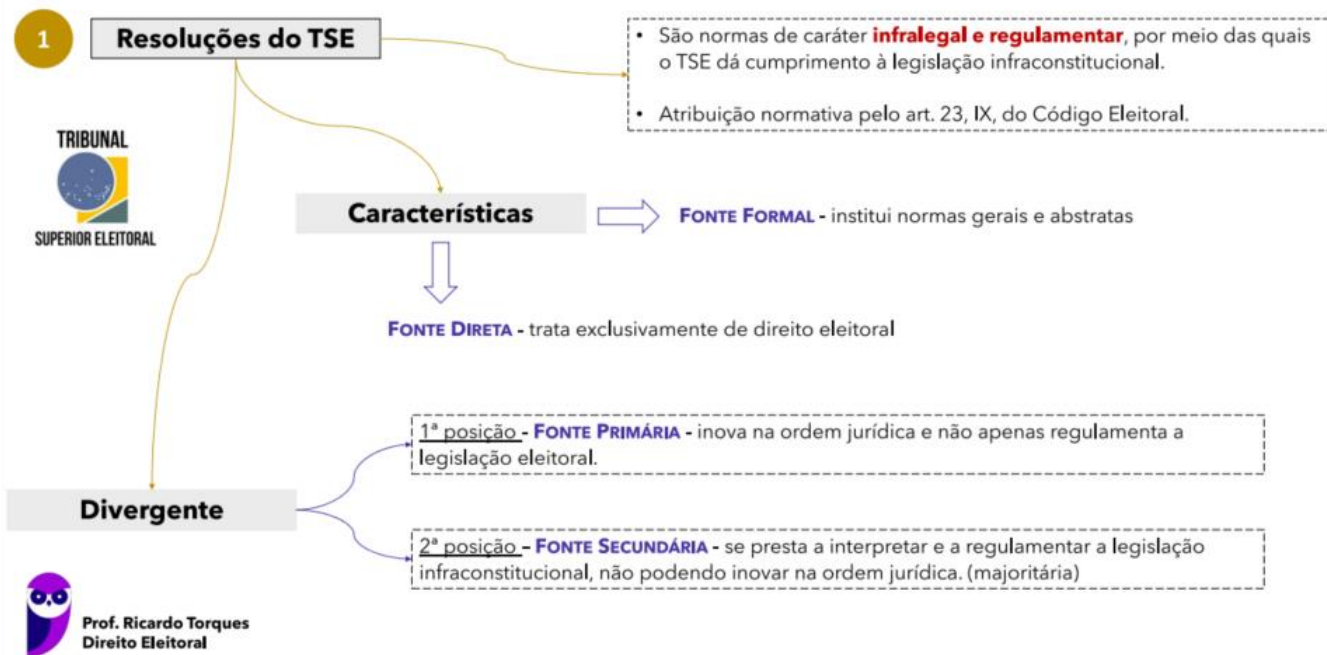 1
Resoluções do TSE
• São normas de caráter infralegal e regulamentar, por meio das quais
o TSE dá cumprimento à legislação infraconstitucional.
• Atribuição normativa pelo art. 23, IX, do Código Eleitoral.
TRIBUNAL
SUPERIOR ELEITORAL
Características
FONTE FORMAL - institui normas gerais e abstratas
FONTE DIRETA - trata exclusivamente de direito eleitoral
Divergente
1ª posição - FONTE PRIMÁRIA - inova na ordem jurídica e não apenas regulamenta a
legislação eleitoral.
2ª posição – FONTE SECUNDÁRIA - se presta a interpretar e a regulamentar a legislação
infraconstitucional, não podendo inovar na ordem jurídica. (majoritária)
Prof. Ricardo Torques
Direito Eleitoral